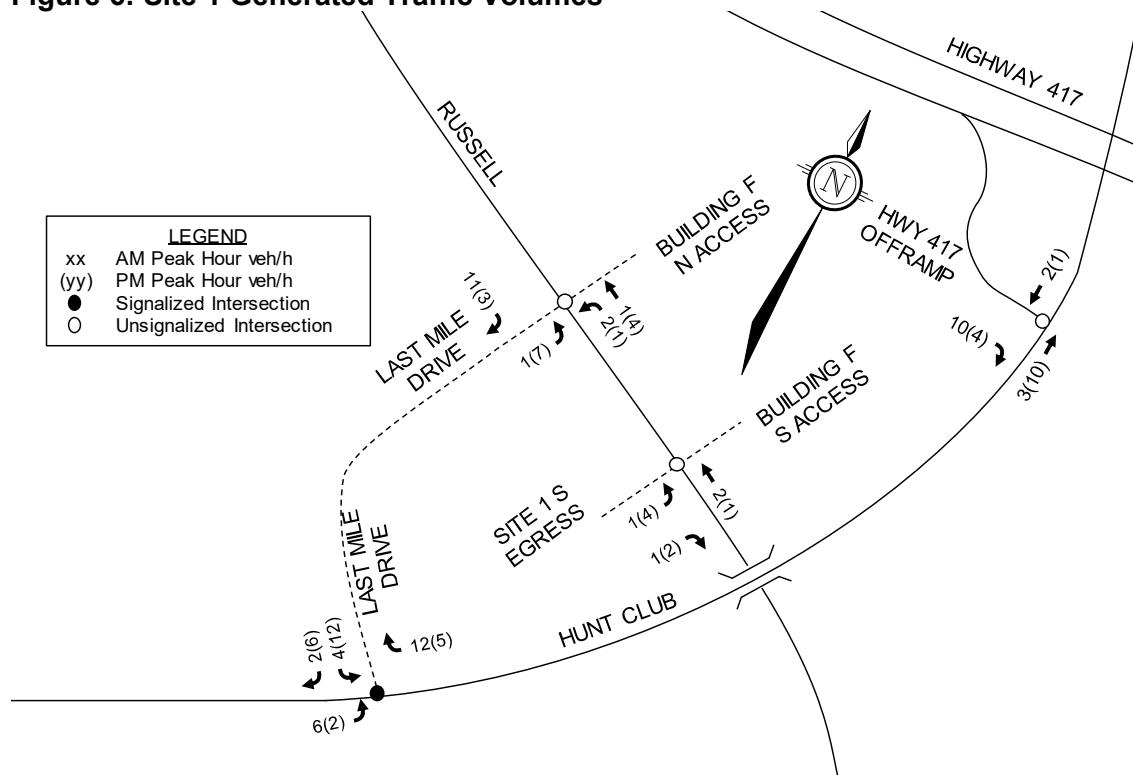 Figure 6: Site 1 Generated Traffic Volumes
HIGHWAY 417
RUSSELL
BUILDING F
N ACCESS
N
HWY 417
OFFRAMP
2(1)
LEGEND
xx AM Peak Hour veh/h
(yy) PM Peak Hour veh/h
Signalized Intersection
Unsignalized Intersection
11(3)
1(4)
2(1)
1(7)
LAST MILE
DRIVE
10(4)
3(10)
BUILDING F
S ACCESS
SITE 1 S
EGRESS
1(4)
2(1)
1(2)
LAST MILE
DRIVE
HUNT CLUB
2(6)
4(12)
12(5)
6(2)